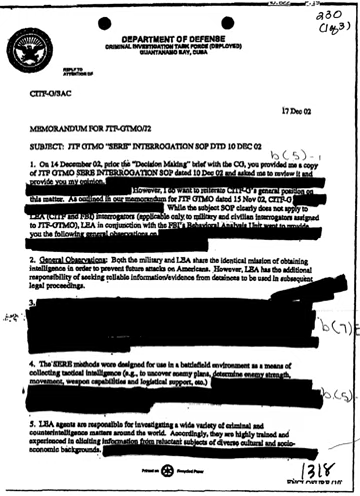 230
(1 of 3)
DEPARTMENT OF DEFENSE
CRIMINAL INVESTIGATION TASK FORCE (DEPLOYED)
GUANTANAMO BAY, CUBA
REPLY TO
ATTENTION OF
CITF-G/SAC
17 Dec 02
MEMORANDUM FOR JTF-GTMO/J2
SUBJECT: JTF GTMO "SERE" INTERROGATION SOP DTD 10 DEC 02
b(5)-1
1. On 14 December 02, prior the "Decision Making" brief with the CG, you provided me a copy
of JTF GTMO SERE INTERROGATION SOP dated 10 Dec 02 and asked me to review it and
provide you my opinion.
However, I do want to reiterate CITF-G's general position on
this matter. As outlined in our memorandum for JTF GTMO dated 15 Nov 02, CITF-G
While the subject SOP clearly does not apply to
LEA (CITF and FBI) interrogators (applicable only to military and civilian interrogators assigned
to JTF-GTMO), LEA in conjunction with the FBI's Behavioral Analysis Unit want to provide
you the following general observations
2. General Observations: Both the military and LEA share the identical mission of obtaining
intelligence in order to prevent future attacks on Americans. However, LEA has the additional
responsibility of seeking reliable information/evidence from detainees to be used in subsequent
legal proceedings.
3.
b(7)E
4. The SERE methods were designed for use in a battlefield environment as a means of
collecting tactical intelligence (e.g., to uncover enemy plans, determine enemy strength,
movement, weapon capabilities and logistical support, etc.)
b(5)-1
5. LEA agents are responsible for investigating a wide variety of criminal and
counterintelligence matters around the world. Accordingly, they are highly trained and
experienced in eliciting information from reluctant subjects of diverse cultural and socio-
economic backgrounds.
Printed on Recycled Paper
1318